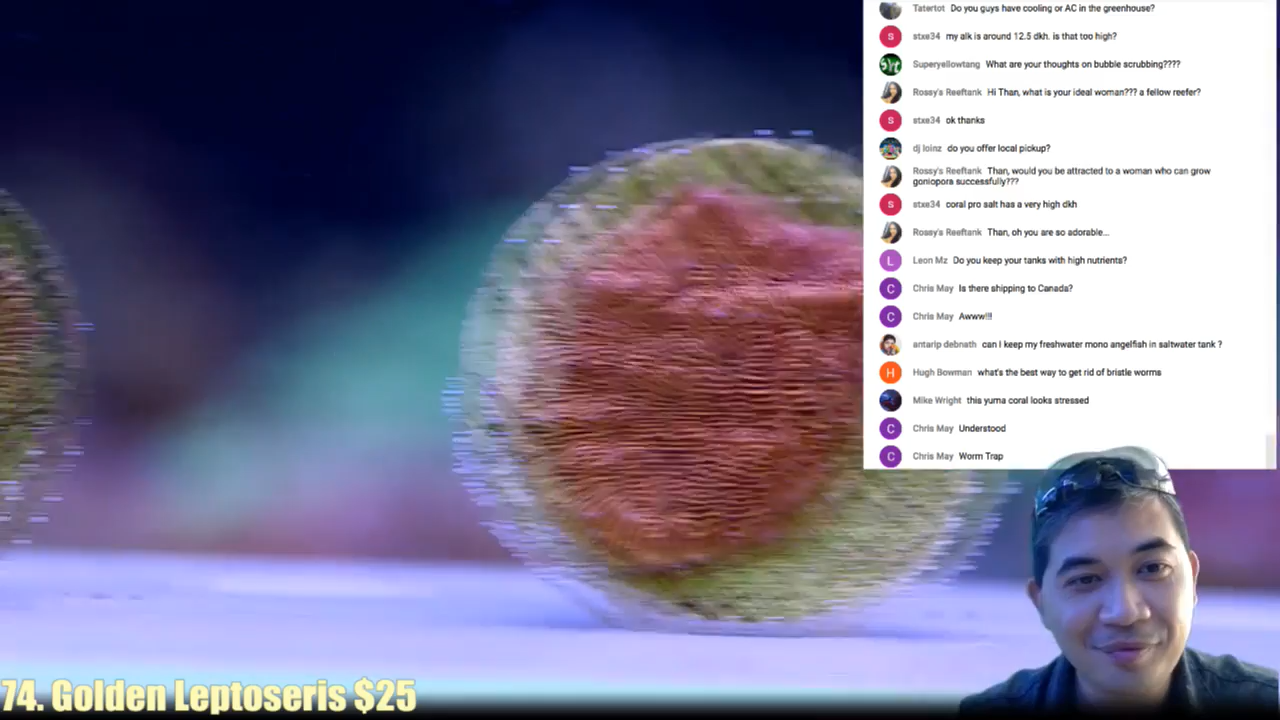 Tatertot Do you guys have cooling or AC in the greenhouse?
S stxe34 my alk is around 12.5 dkh. is that too high?
Superyellowtang What are your thoughts on bubble scrubbing????
Rossy's Reeftank Hi Than, what is your ideal woman??? a fellow reefer?
S stxe34 ok thanks
dj loinz do you offer local pickup?
Rossy's Reeftank Than, would you be attracted to a woman who can grow
goniopora successfully???
S stxe34 coral pro salt has a very high dkh
Rossy's Reeftank Than, oh you are so adorable...
L Leon Mz Do you keep your tanks with high nutrients?
C Chris May Is there shipping to Canada?
C Chris May Awww!!!
antarip debnath can I keep my freshwater mono angelfish in saltwater tank ?
H Hugh Bowman what's the best way to get rid of bristle worms
Mike Wright this yuma coral looks stressed
C Chris May Understood
C Chris May Worm Trap
74. Golden Leptoseris $25